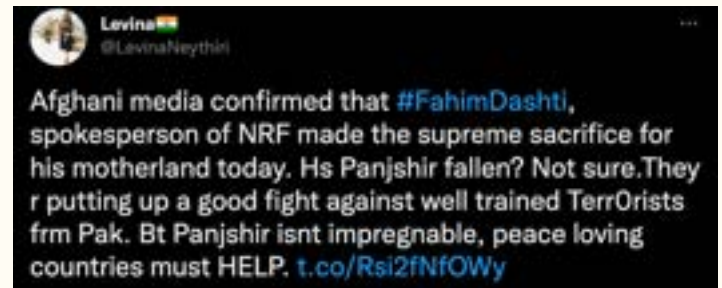 Levina🇮🇳
@LevinaNeythiri
Afghani media confirmed that #FahimDashti,
spokesperson of NRF made the supreme sacrifice for
his motherland today. Hs Panjshir fallen? Not sure.They
r putting up a good fight against well trained Terr0rists
frm Pak. Bt Panjshir isnt impregnable, peace loving
countries must HELP. t.co/Rsi2fNfOWy